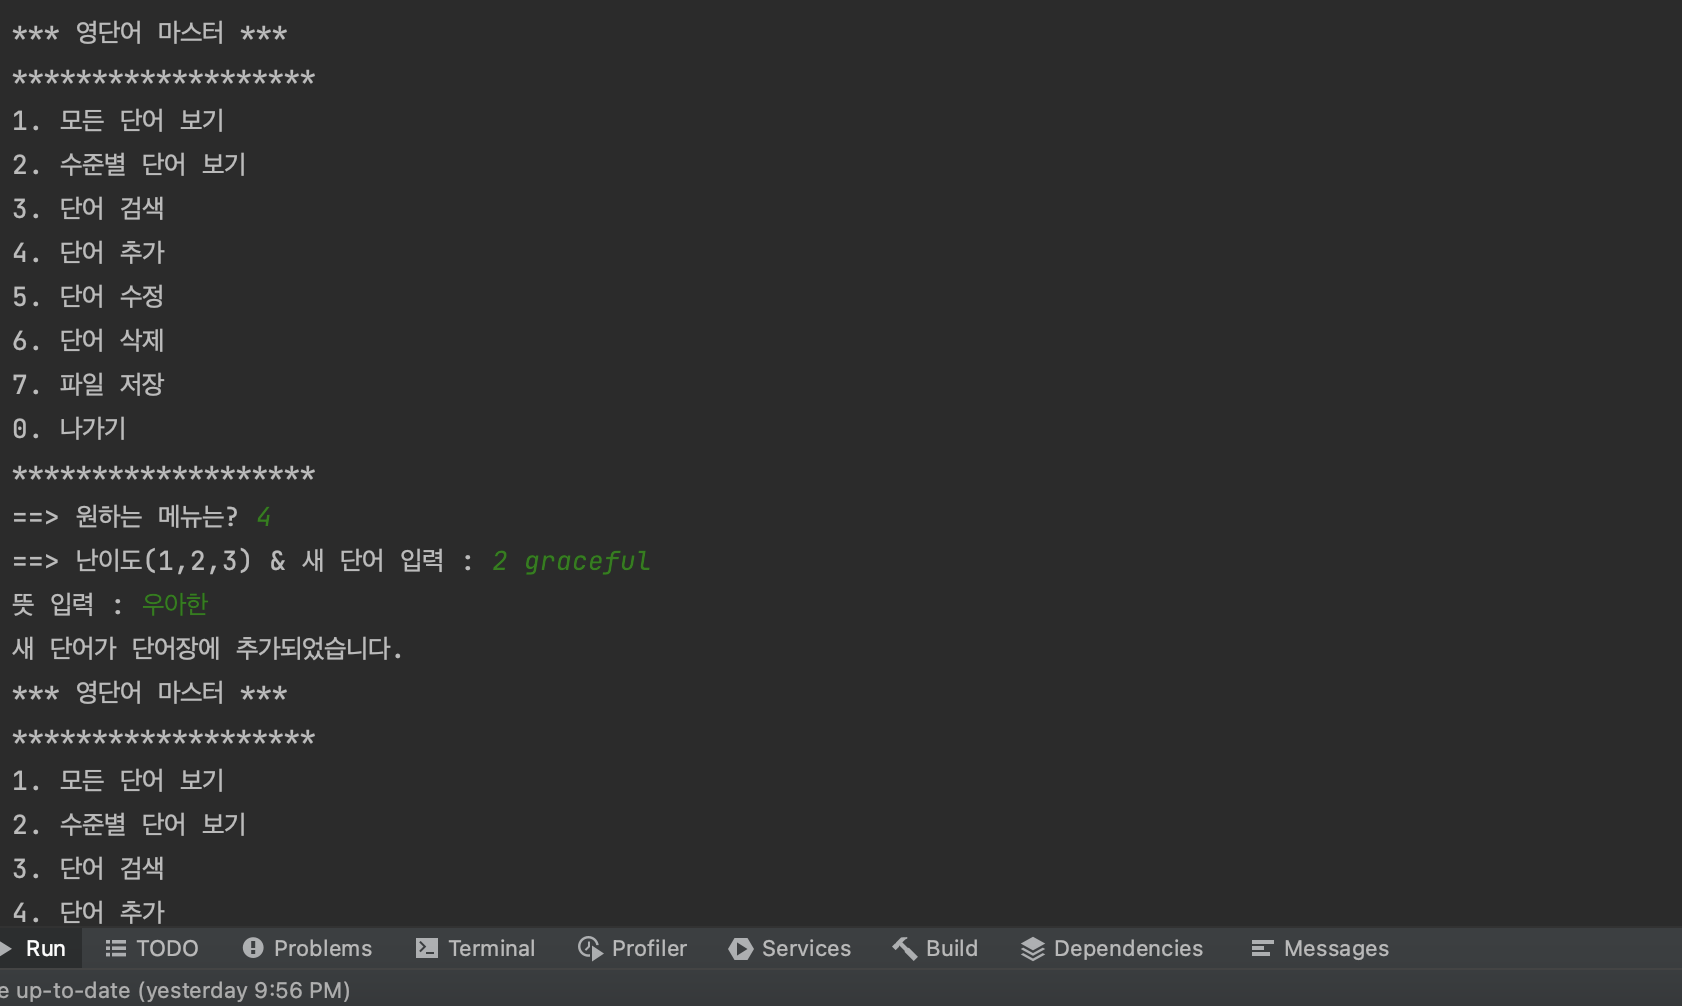 *** 영단어 마스터 ***
*******************
1. 모든 단어 보기
2. 수준별 단어 보기
3. 단어 검색
4. 단어 추가
5. 단어 수정
6. 단어 삭제
7. 파일 저장
0. 나가기
*******************
==> 원하는 메뉴는? 4
==> 난이도(1,2,3) & 새 단어 입력 : 2 graceful
뜻 입력 : 우아한
새 단어가 단어장에 추가되었습니다.
*** 영단어 마스터 ***
*******************
1. 모든 단어 보기
2. 수준별 단어 보기
3. 단어 검색
4. 단어 추가
Run TODO Problems Terminal Profiler Services Build Dependencies Messages
e up-to-date (yesterday 9:56 PM)